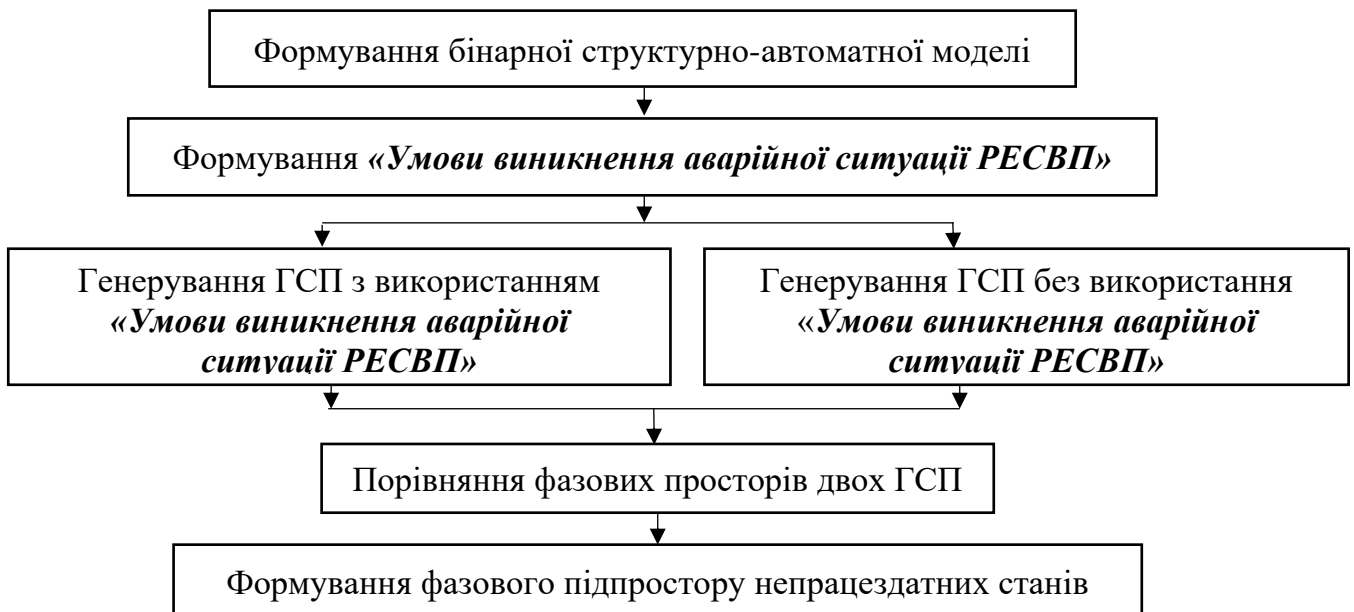 Формування бінарної структурно-автоматної моделі
Формування «Умови виникнення аварійної ситуації РЕСВП»
Генерування ГСП з використанням
«Умови виникнення аварійної
ситуації РЕСВП»
Генерування ГСП без використання
«Умови виникнення аварійної
ситуації РЕСВП»
Порівняння фазових просторів двох ГСП
Формування фазового підпростору непрацездатних станів